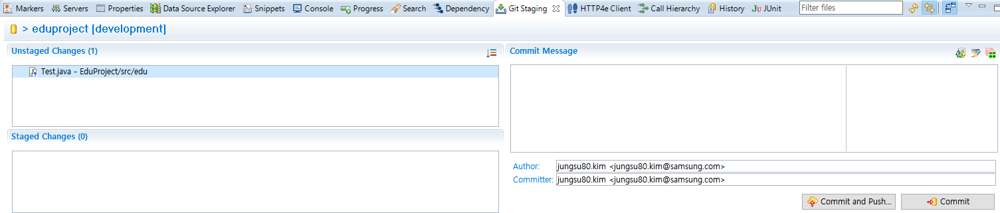 Markers Servers Properties Data Source Explorer Snippets Console Progress Search Dependency Git Staging HTTP4e Client Call Hierarchy History JUnit Filter files
> eduproject [development]
Unstaged Changes (1)
Test.java - EduProject/src/edu
Staged Changes (0)
Commit Message
Author: jungsu80.kim <jungsu80.kim@samsung.com>
Committer: jungsu80.kim <jungsu80.kim@samsung.com>
Commit and Push... Commit